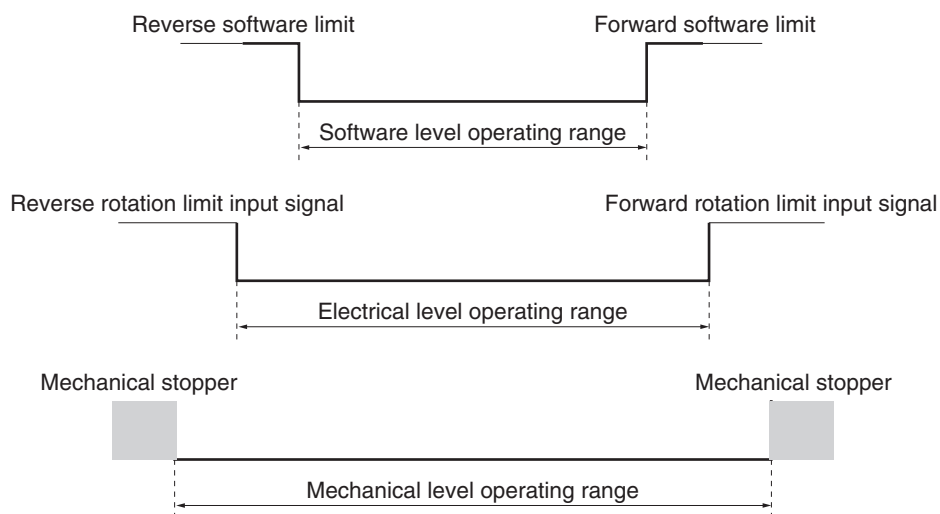 Reverse software limit
Forward software limit
Software level operating range
Reverse rotation limit input signal
Forward rotation limit input signal
Electrical level operating range
Mechanical stopper
Mechanical stopper
Mechanical level operating range